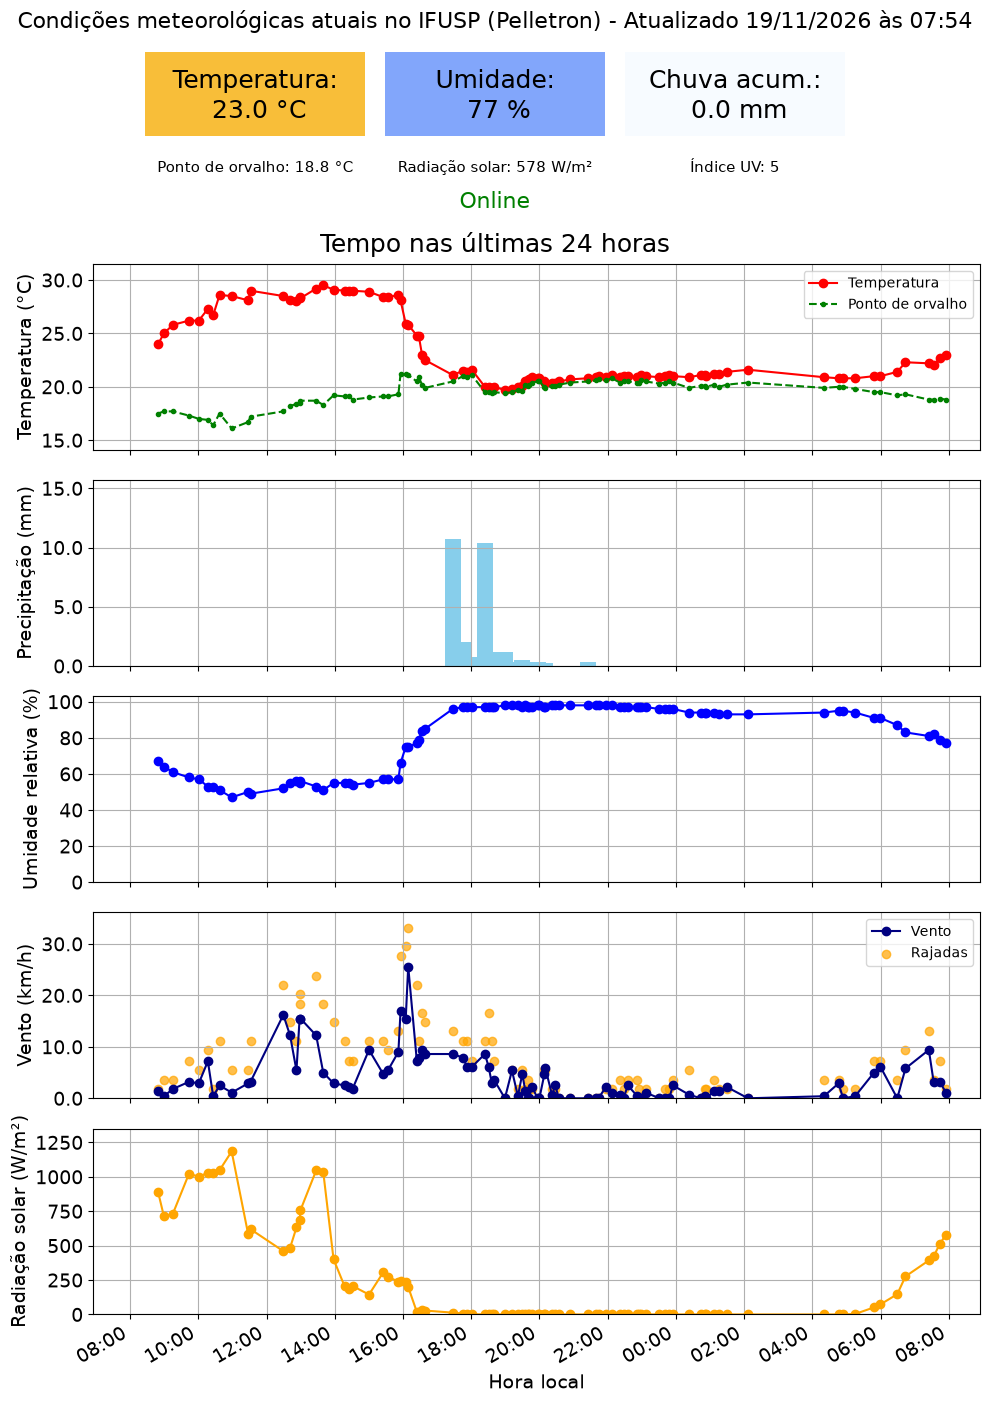 Condições meteorológicas atuais no IFUSP (Pelletron) - Atualizado 19/11/2026 às 07:54
Temperatura:
23.0 °C
Umidade:
77 %
Chuva acum.:
0.0 mm
Ponto de orvalho: 18.8 °C
Radiação solar: 578 W/m²
Índice UV: 5
Online
Tempo nas últimas 24 horas
Temperatura (°C)
30.0
25.0
20.0
15.0
Temperatura
Ponto de orvalho
Precipitação (mm)
15.0
10.0
5.0
0.0
Umidade relativa (%)
100
80
60
40
20
0
Vento (km/h)
30.0
20.0
10.0
0.0
Vento
Rajadas
Radiação solar (W/m²)
1250
1000
750
500
250
0
08:00 10:00 12:00 14:00 16:00 18:00 20:00 22:00 00:00 02:00 04:00 06:00 08:00
Hora local